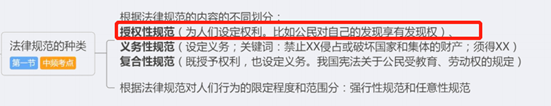 根据法律规范的内容的不同划分：
授权性规范（为人们设定权利。比如公民对自己的发现享有发现权）、
义务性规范（设定义务；关键词：禁止XX侵占或破坏国家和集体的财产；须得XX）
复合性规范（既授予权利，也设定义务。我国宪法关于公民受教育、劳动权的规定）
法律规范的种类
第一节 中频考点
根据法律规范对人们行为的限定程度和范围分：强行性规范和任意性规范